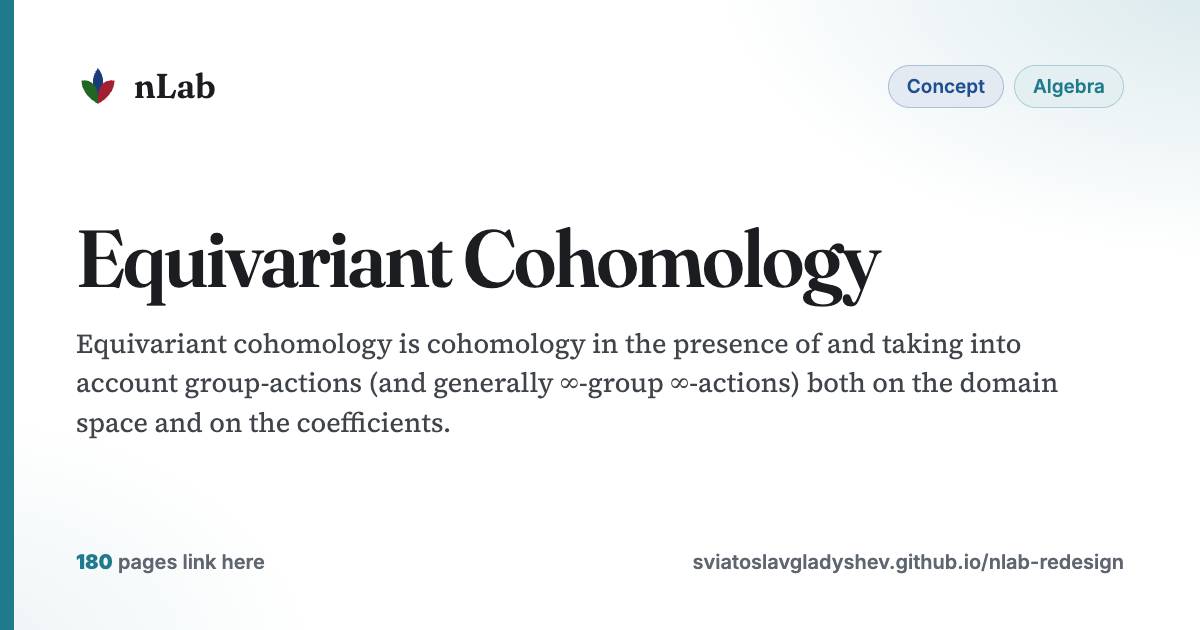 nLab
Concept
Algebra
Equivariant Cohomology
Equivariant cohomology is cohomology in the presence of and taking into
account group-actions (and generally ∞-group ∞-actions) both on the domain
space and on the coefficients.
180 pages link here
sviatoslavgladyshev.github.io/nlab-redesign